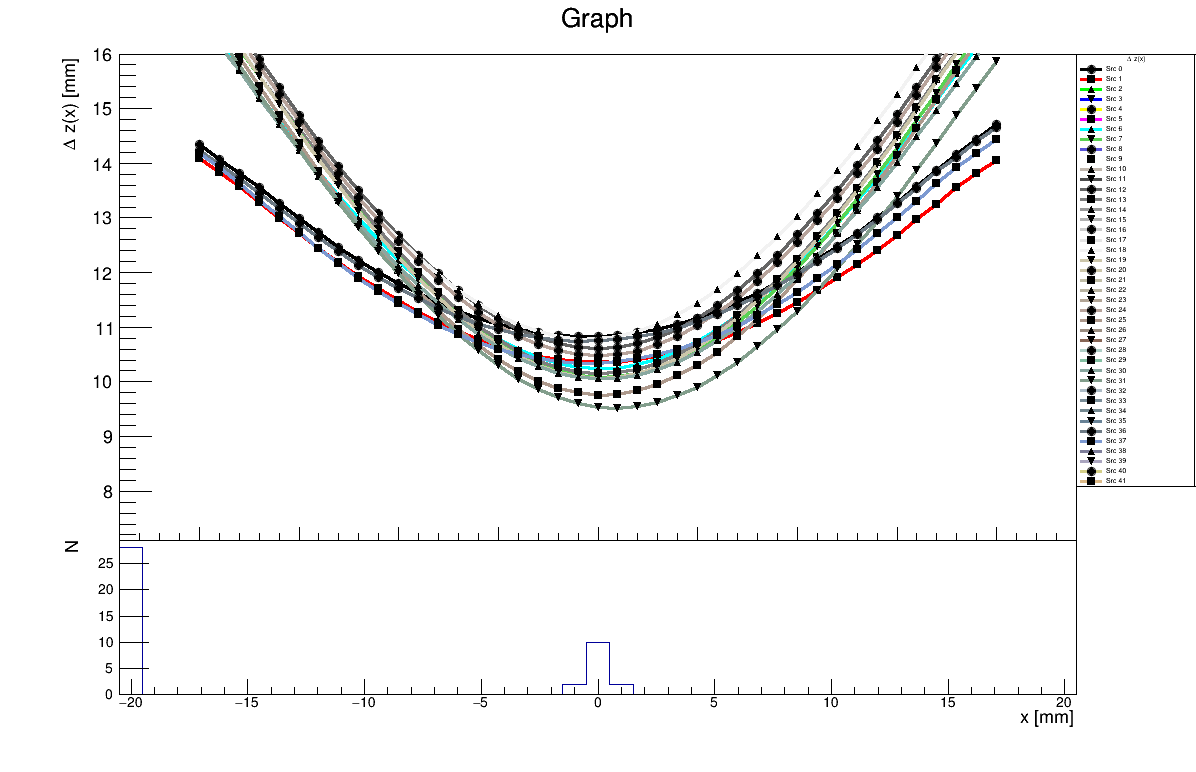 Graph
Δ z(x) [mm]
16
15
14
13
12
11
10
9
8
N
25
20
15
10
5
0
−20 −15 −10 −5 0 5 10 15 20
x [mm]
Δ z(x)
Src 0
Src 1
Src 2
Src 3
Src 4
Src 5
Src 6
Src 7
Src 8
Src 9
Src 10
Src 11
Src 12
Src 13
Src 14
Src 15
Src 16
Src 17
Src 18
Src 19
Src 20
Src 21
Src 22
Src 23
Src 24
Src 25
Src 26
Src 27
Src 28
Src 29
Src 30
Src 31
Src 32
Src 33
Src 34
Src 35
Src 36
Src 37
Src 38
Src 39
Src 40
Src 41